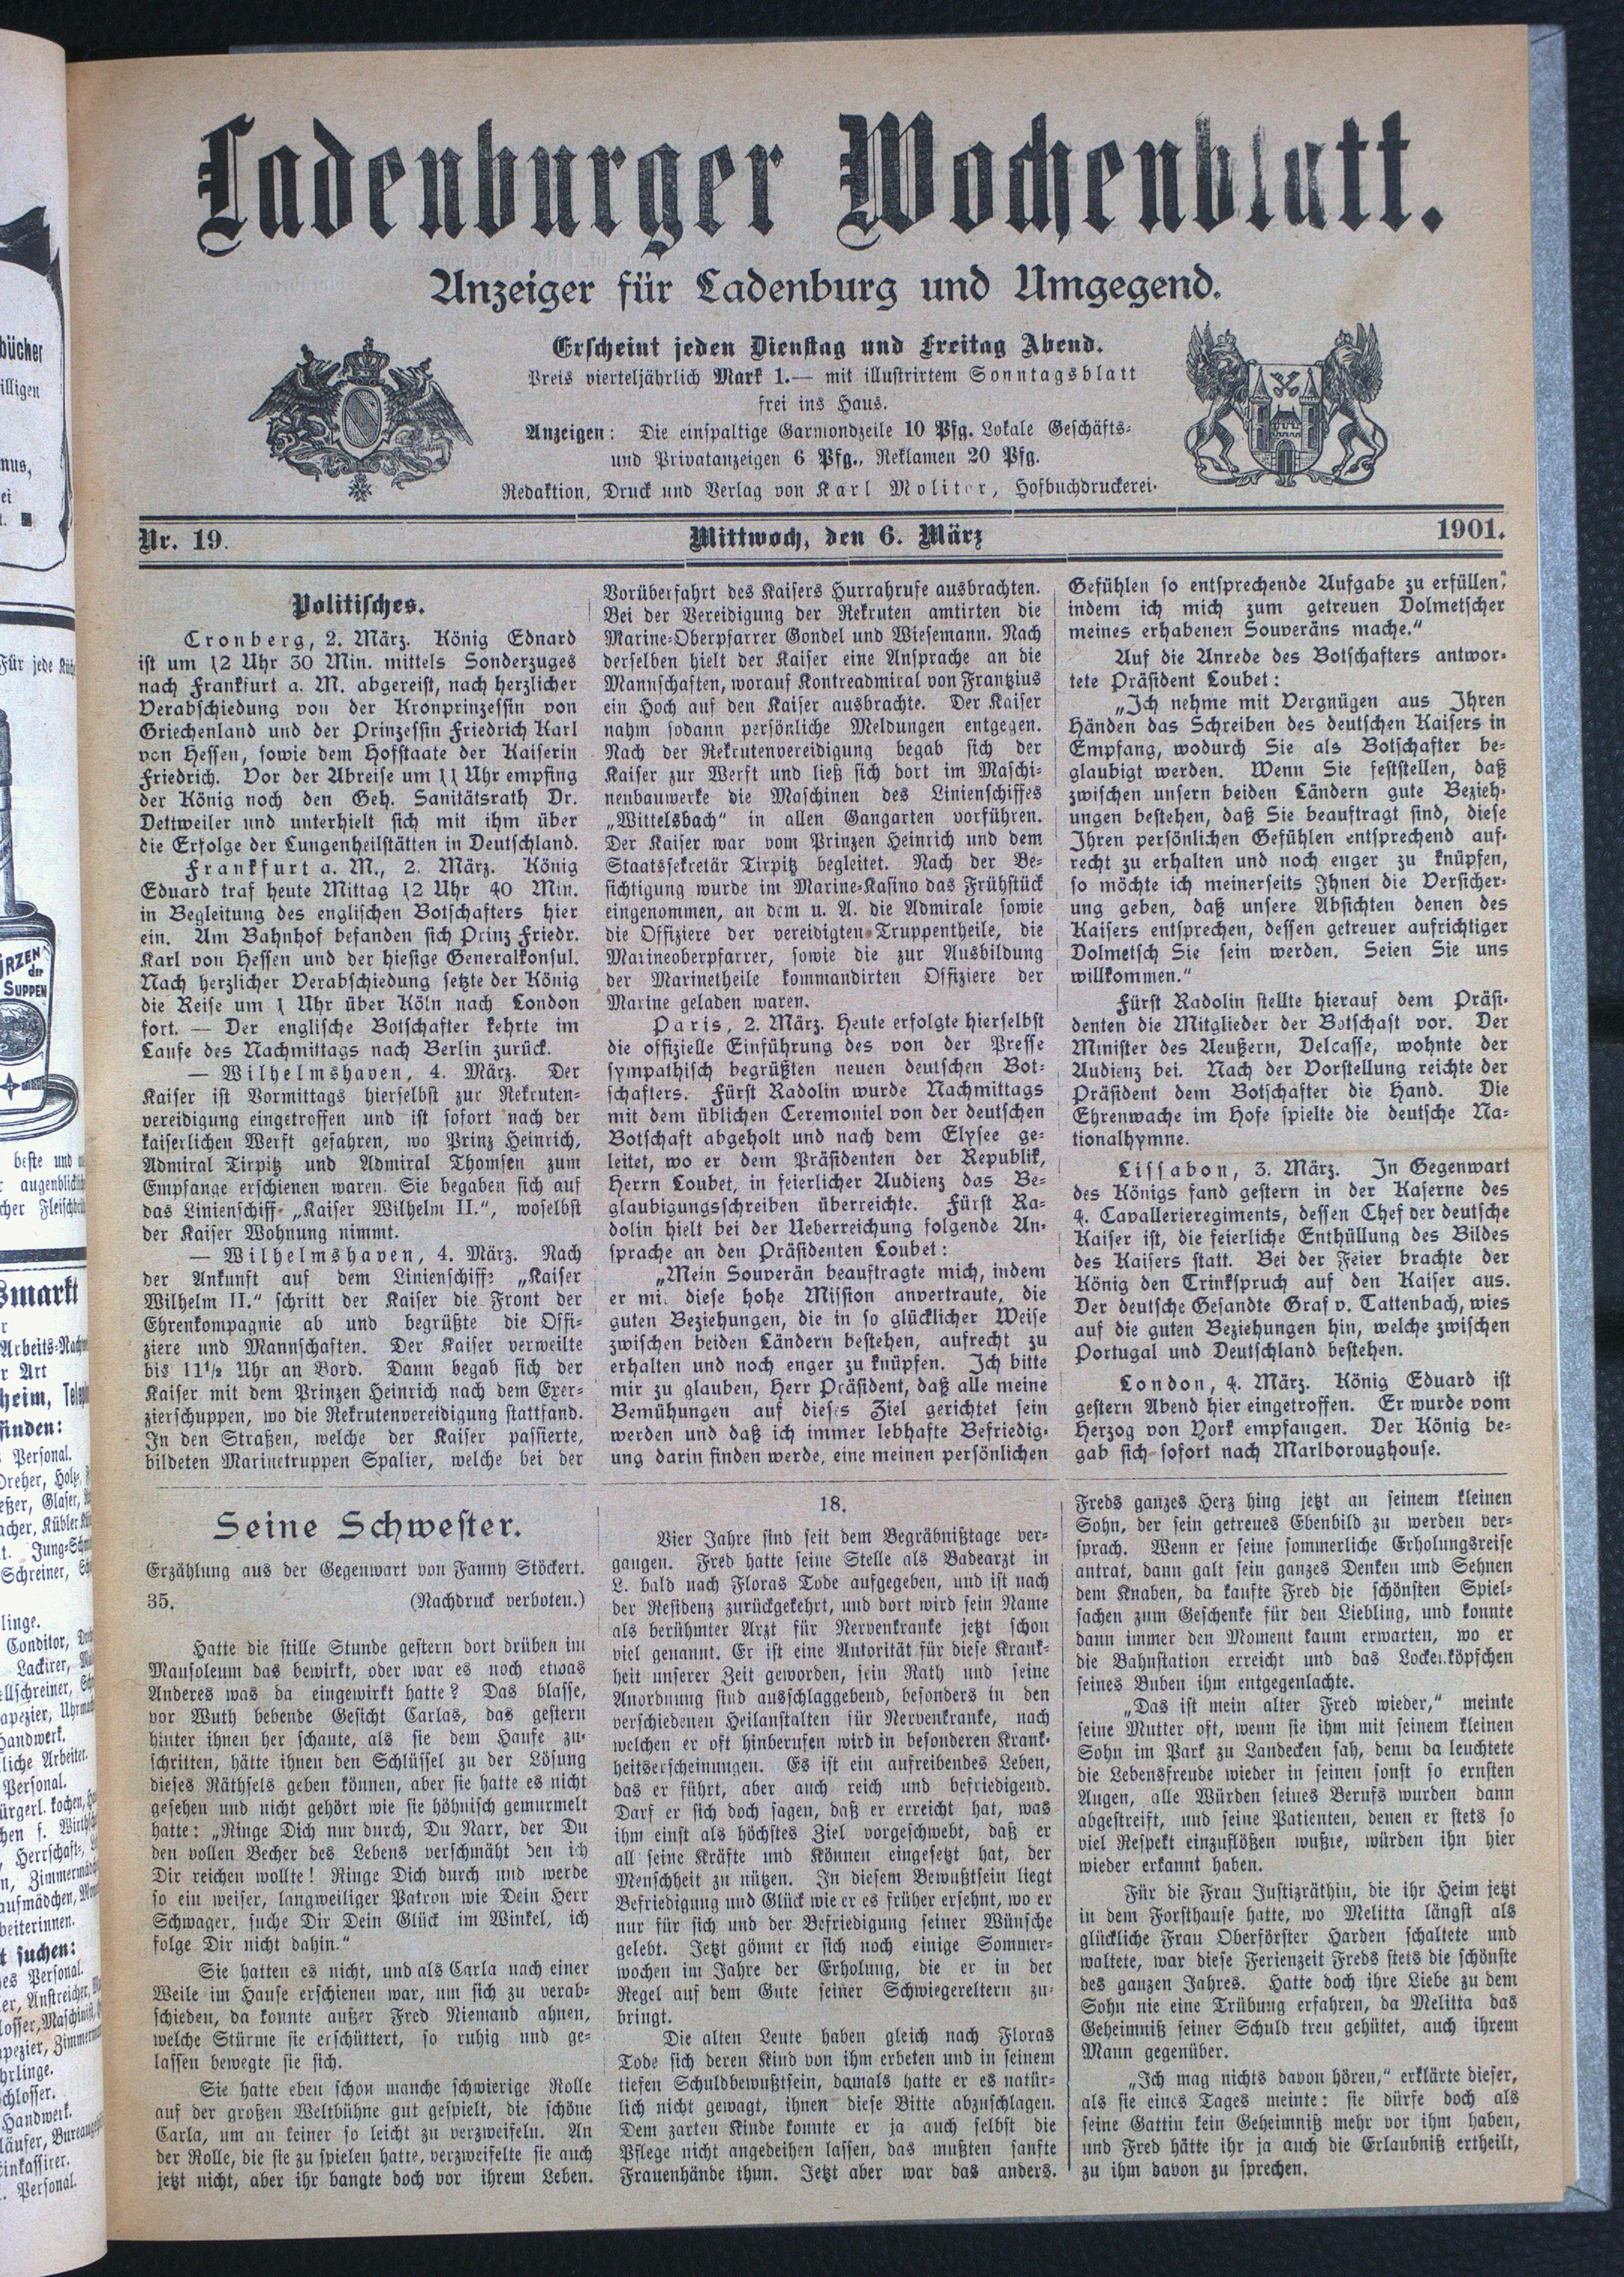 Ladenburger Wochenblatt.
Anzeiger für Ladenburg und Umgegend.
Erscheint jeden Dienstag und Freitag Abend.
Preis vierteljährlich Mark 1.— mit illustrirtem Sonntagsblatt
frei ins Haus.
Anzeigen: Die einspaltige Garmondzeile 10 Pfg. Lokale Geschäfts-
und Privatanzeigen 6 Pfg., Reklamen 20 Pfg.
Redaktion, Druck und Verlag von Karl Molitor, Hofbuchdruckerei.
Nr. 19.
Mittwoch, den 6. März
1901.
Politisches.
Cronberg, 2. März. König Ednard
ist um 12 Uhr 30 Min. mittels Sonderzuges
nach Frankfurt a. M. abgereist, nach herzlicher
Verabschiedung von der Kronprinzessin von
Griechenland und der Prinzessin Friedrich Karl
von Hessen, sowie dem Hofstaate der Kaiserin
Friedrich. Vor der Abreise um 11 Uhr empfing
der König noch den Geh. Sanitätsrath Dr.
Dettweiler und unterhielt sich mit ihm über
die Erfolge der Lungenheilstätten in Deutschland.
Frankfurt a. M., 2. März. König
Eduard traf heute Mittag 12 Uhr 40 Min.
in Begleitung des englischen Botschafters hier
ein. Am Bahnhof befanden sich Prinz Friedr.
Karl von Hessen und der hiesige Generalkonsul.
Nach herzlicher Verabschiedung setzte der König
die Reise um 1 Uhr über Köln nach London
fort. — Der englische Botschafter kehrte im
Laufe des Nachmittags nach Berlin zurück.
— Wilhelmshaven, 4. März. Der
Kaiser ist Vormittags hierselbst zur Rekruten-
vereidigung eingetroffen und ist sofort nach der
kaiserlichen Werft gefahren, wo Prinz Heinrich,
Admiral Tirpitz und Admiral Thomsen zum
Empfange erschienen waren. Sie begaben sich auf
das Linienschiff „Kaiser Wilhelm II.“, woselbst
der Kaiser Wohnung nimmt.
— Wilhelmshaven, 4. März. Nach
der Ankunft auf dem Linienschiffe „Kaiser
Wilhelm II.“ schritt der Kaiser die Front der
Ehrenkompagnie ab und begrüßte die Offi-
ziere und Mannschaften. Der Kaiser verweilte
bis 11½ Uhr an Bord. Dann begab sich der
Kaiser mit dem Prinzen Heinrich nach dem Exer-
zierschuppen, wo die Rekrutenvereidigung stattfand.
In den Straßen, welche der Kaiser passierte,
bildeten Marinetruppen Spalier, welche bei der
Vorüberfahrt des Kaisers Hurrahrufe ausbrachten.
Bei der Vereidigung der Rekruten amtirten die
Marine-Oberpfarrer Gondel und Wiesemann. Nach
derselben hielt der Kaiser eine Ansprache an die
Mannschaften, worauf Kontreadmiral von Frantzius
ein Hoch auf den Kaiser ausbrachte. Der Kaiser
nahm sodann persönliche Meldungen entgegen.
Nach der Rekrutenvereidigung begab sich der
Kaiser zur Werft und ließ sich dort im Maschi-
nenbauwerke die Maschinen des Linienschiffes
„Wittelsbach“ in allen Gangarten vorführen.
Der Kaiser war vom Prinzen Heinrich und dem
Staatssekretär Tirpitz begleitet. Nach der Be-
sichtigung wurde im Marine-Kasino das Frühstück
eingenommen, an dem u. A. die Admirale sowie
die Offiziere der vereidigten Truppentheile, die
Marineoberpfarrer, sowie die zur Ausbildung
der Marinetheile kommandirten Offiziere der
Marine geladen waren.
Paris, 2. März. Heute erfolgte hierselbst
die offizielle Einführung des von der Presse
sympathisch begrüßten neuen deutschen Bot-
schafters. Fürst Radolin wurde Nachmittags
mit dem üblichen Ceremoniel von der deutschen
Botschaft abgeholt und nach dem Elysee ge-
leitet, wo er dem Präsidenten der Republik,
Herrn Loubet, in feierlicher Audienz das Be-
glaubigungsschreiben überreichte. Fürst Ra-
dolin hielt bei der Ueberreichung folgende An-
sprache an den Präsidenten Loubet:
„Mein Souverän beauftragte mich, indem
er mi. diese hohe Mission anvertraute, die
guten Beziehungen, die in so glücklicher Weise
zwischen beiden Ländern bestehen, aufrecht zu
erhalten und noch enger zu knüpfen. Ich bitte
mir zu glauben, Herr Präsident, daß alle meine
Bemühungen auf dieses Ziel gerichtet sein
werden und daß ich immer lebhafte Befriedig-
ung darin finden werde, eine meinen persönlichen
Gefühlen so entsprechende Aufgabe zu erfüllen,
indem ich mich zum getreuen Dolmetscher
meines erhabenen Souveräns mache.“
Auf die Anrede des Botschafters antwor-
tete Präsident Loubet:
„Ich nehme mit Vergnügen aus Ihren
Händen das Schreiben des deutschen Kaisers in
Empfang, wodurch Sie als Botschafter be-
glaubigt werden. Wenn Sie feststellen, daß
zwischen unsern beiden Ländern gute Bezieh-
ungen bestehen, daß Sie beauftragt sind, diese
Ihren persönlichen Gefühlen entsprechend auf-
recht zu erhalten und noch enger zu knüpfen,
so möchte ich meinerseits Ihnen die Versicher-
ung geben, daß unsere Absichten denen des
Kaisers entsprechen, dessen getreuer aufrichtiger
Dolmetsch Sie sein werden. Seien Sie uns
willkommen.“
Fürst Radolin stellte hierauf dem Präsi-
denten die Mitglieder der Botschaft vor. Der
Minister des Aeußern, Delcasse, wohnte der
Audienz bei. Nach der Vorstellung reichte der
Präsident dem Botschafter die Hand. Die
Ehrenwache im Hofe spielte die deutsche Na-
tionalhymne.
Lissabon, 3. März. In Gegenwart
des Königs fand gestern in der Kaserne des
4. Cavallerieregiments, dessen Chef der deutsche
Kaiser ist, die feierliche Enthüllung des Bildes
des Kaisers statt. Bei der Feier brachte der
König den Trinkspruch auf den Kaiser aus.
Der deutsche Gesandte Graf v. Tattenbach, wies
auf die guten Beziehungen hin, welche zwischen
Portugal und Deutschland bestehen.
London, 4. März. König Eduard ist
gestern Abend hier eingetroffen. Er wurde vom
Herzog von York empfangen. Der König be-
gab sich sofort nach Marlboroughouse.
Seine Schwester.
Erzählung aus der Gegenwart von Fanny Stöckert.
35. (Nachdruck verboten.)
Hatte die stille Stunde gestern dort drüben im
Mausoleum das bewirkt, oder war es noch etwas
Anderes was da eingewirkt hatte? Das blasse,
vor Wuth bebende Gesicht Carlas, das gestern
hinter ihnen her schaute, als sie dem Hause zu-
schritten, hätte ihnen den Schlüssel zu der Lösung
dieses Räthsels geben können, aber sie hatte es nicht
gesehen und nicht gehört wie sie höhnisch gemurmelt
hatte: „Ringe Dich nur durch, Du Narr, der Du
den vollen Becher des Lebens verschmäht den ich
Dir reichen wollte! Ringe Dich durch und werde
so ein weiser, langweiliger Patron wie Dein Herr
Schwager, suche Dir Dein Glück im Winkel, ich
folge Dir nicht dahin.“
Sie hatten es nicht, und als Carla nach einer
Weile im Hause erschienen war, um sich zu verab-
schieden, da konnte außer Fred Niemand ahnen,
welche Stürme sie erschüttert, so ruhig und ge-
lassen bewegte sie sich.
Sie hatte eben schon manche schwierige Rolle
auf der großen Weltbühne gut gespielt, die schöne
Carla, um an keiner so leicht zu verzweifeln. An
der Rolle, die sie zu spielen hatte, verzweifelte sie auch
jetzt nicht, aber ihr bangte doch vor ihrem Leben.
18.
Vier Jahre sind seit dem Begräbnißtage ver-
gangen. Fred hatte seine Stelle als Badearzt in
L. bald nach Floras Tode aufgegeben, und ist nach
der Residenz zurückgekehrt, und dort wird sein Name
als berühmter Arzt für Nervenkranke jetzt schon
viel genannt. Er ist eine Autorität für diese Krank-
heit unserer Zeit geworden, sein Rath und seine
Anordnung sind ausschlaggebend, besonders in den
verschiedenen Heilanstalten für Nervenkranke, nach
welchen er oft hinberufen wird in besonderen Krank-
heitserscheinungen. Es ist ein aufreibendes Leben,
das er führt, aber auch reich und befriedigend.
Darf er sich doch sagen, daß er erreicht hat, was
ihm einst als höchstes Ziel vorgeschwebt, daß er
all seine Kräfte und Können eingesetzt hat, der
Menschheit zu nützen. In diesem Bewußtsein liegt
Befriedigung und Glück wie er es früher ersehnt, wo er
nur für sich und der Befriedigung seiner Wünsche
gelebt. Jetzt gönnt er sich noch einige Sommer-
wochen im Jahre der Erholung, die er in der
Regel auf dem Gute seiner Schwiegereltern zu-
bringt.
Die alten Leute haben gleich nach Floras
Tode sich deren Kind von ihm erbeten und in seinem
tiefen Schuldbewußtsein, damals hatte er es natür-
lich nicht gewagt, ihnen diese Bitte abzuschlagen.
Dem zarten Kinde konnte er ja auch selbst die
Pflege nicht angedeihen lassen, das mußten sanfte
Frauenhände thun. Jetzt aber war das anders.
Freds ganzes Herz hing jetzt an seinem kleinen
Sohn, der sein getreues Ebenbild zu werden ver-
sprach. Wenn er seine sommerliche Erholungsreise
antrat, dann galt sein ganzes Denken und Sehnen
dem Knaben, da kaufte Fred die schönsten Spiel-
sachen zum Geschenke für den Liebling, und konnte
dann immer den Moment kaum erwarten, wo er
die Bahnstation erreicht und das Lockenköpfchen
seines Buben ihm entgegenlachte.
„Das ist mein alter Fred wieder,“ meinte
seine Mutter oft, wenn sie ihm mit seinem kleinen
Sohn im Park zu Landecken sah, denn da leuchtete
die Lebensfreude wieder in seinen sonst so ernsten
Augen, alle Würden seines Berufs wurden dann
abgestreift, und seine Patienten, denen er stets so
viel Respekt einzuflößen wußte, würden ihn hier
wieder erkannt haben.
Für die Frau Justizräthin, die ihr Heim jetzt
in dem Forsthause hatte, wo Melitta längst als
glückliche Frau Oberförster Harden schaltete und
waltete, war diese Ferienzeit Freds stets die schönste
des ganzen Jahres. Hatte doch ihre Liebe zu dem
Sohn nie eine Trübung erfahren, da Melitta das
Geheimniß seiner Schuld treu gehütet, auch ihrem
Mann gegenüber.
„Ich mag nichts davon hören,“ erklärte dieser,
als sie eines Tages meinte: sie dürfe doch als
seine Gattin kein Geheimniß mehr vor ihm haben,
und Fred hätte ihr ja auch die Erlaubniß ertheilt,
zu ihm davon zu sprechen.